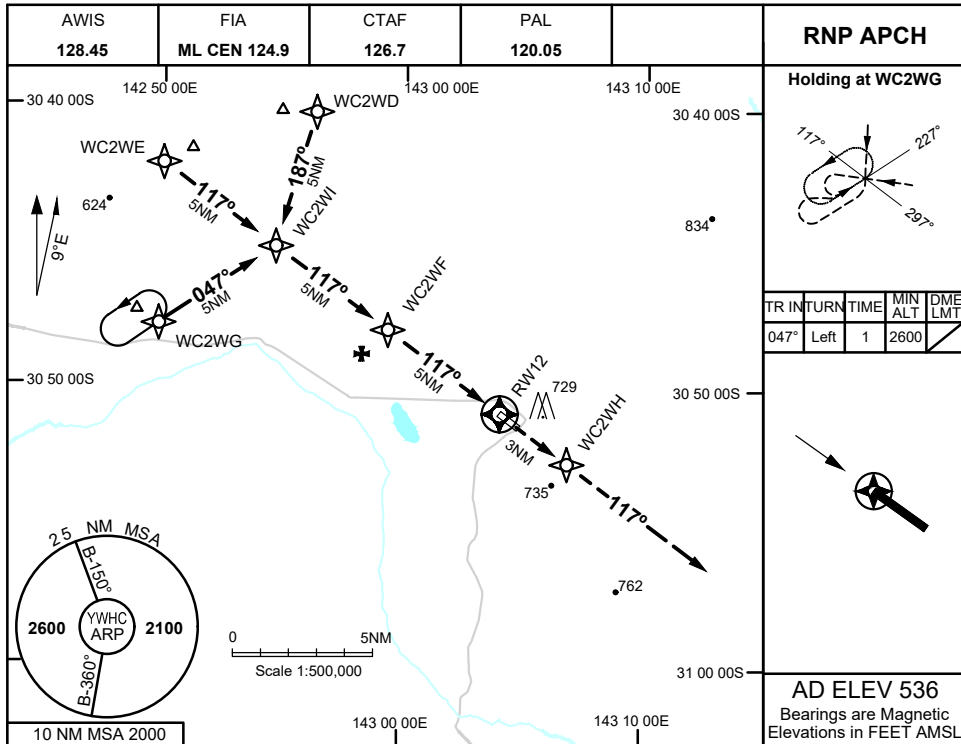 AWIS
128.45
FIA
ML CEN 124.9
CTAF
126.7
PAL
120.05
RNP APCH
142 50 00E
143 00 00E
143 10 00E
30 40 00S
30 40 00S
WC2WD
WC2WE
187°
5NM
117°
5NM
WC2WI
624
834
9°E
047°
5NM
117°
5NM
WC2WF
WC2WG
30 50 00S
30 50 00S
117°
5NM
RW12
729
3NM
WC2WH
735
117°
762
25 NM MSA
B-150°
YWHC
ARP
2600
2100
B-360°
10 NM MSA 2000
0
5NM
Scale 1:500,000
31 00 00S
143 00 00E
143 10 00E
Holding at WC2WG
117°
227°
297°
TR IN TURN TIME MIN ALT DME LMT
047° Left 1 2600
AD ELEV 536
Bearings are Magnetic
Elevations in FEET AMSL